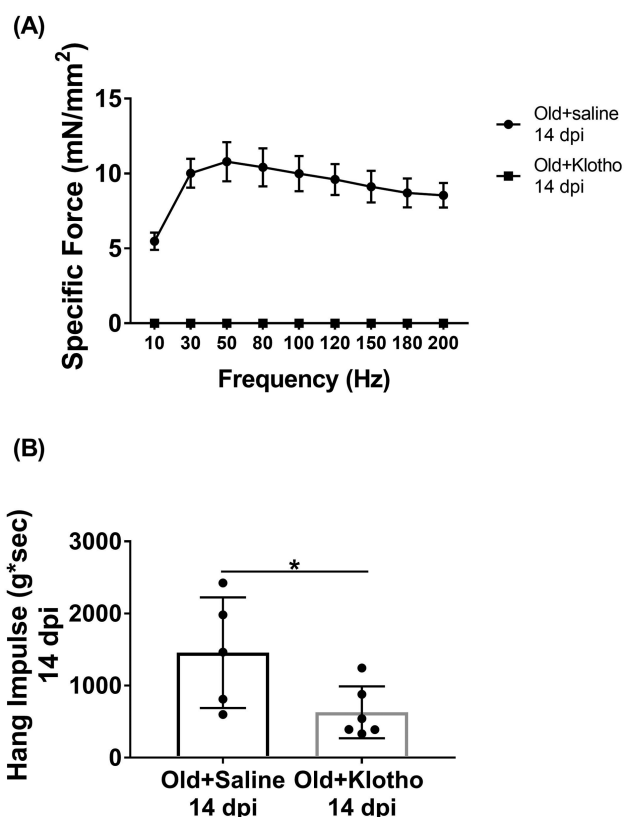 (A)
Specific Force (mN/mm²)
15
10
5
0
10 30 50 80 100 120 150 180 200
Frequency (Hz)
Old+saline
14 dpi
Old+Klotho
14 dpi
(B)
Hang Impulse (g*sec)
14 dpi
3000
2000
1000
0
*
Old+Saline Old+Klotho
14 dpi 14 dpi